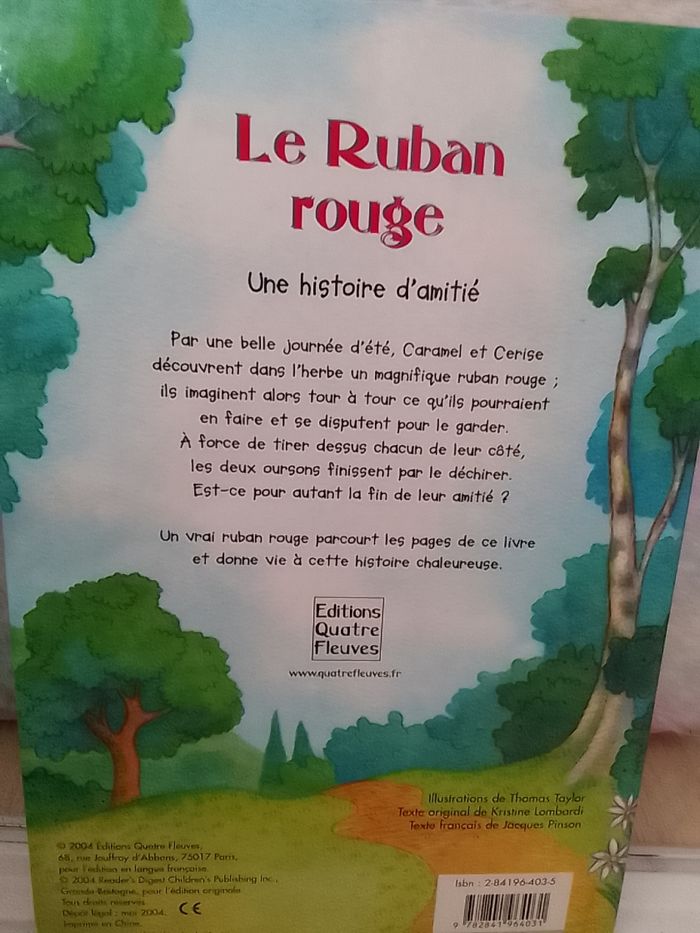 Le Ruban
rouge
Une histoire d'amitié
Par une belle journée d'été, Caramel et Cerise
découvrent dans l'herbe un magnifique ruban rouge ;
ils imaginent alors tour à tour ce qu'ils pourraient
en faire et se disputent pour le garder.
À force de tirer dessus chacun de leur côté,
les deux oursons finissent par le déchirer.
Est-ce pour autant la fin de leur amitié ?
Un vrai ruban rouge parcourt les pages de ce livre
et donne vie à cette histoire chaleureuse.
Editions
Quatre
Fleuves
www.quatrefleuves.fr
Illustrations de Thomas Taylor
Texte original de Kristine Lombardi
Texte français de Jacques Pinson
© 2004 Editions Quatre Fleuves,
68, rue Jouffroy d'Abbans, 75017 Paris,
pour l'édition en langue française.
© 2004 Reader's Digest Children's Publishing Inc.,
Grande-Bretagne, pour l'édition originale
Tous droits réservés
Dépôt légal : mai 2004.
Imprimé en Chine.
CE
Isbn : 2-84196-403-5
9 782841 964031